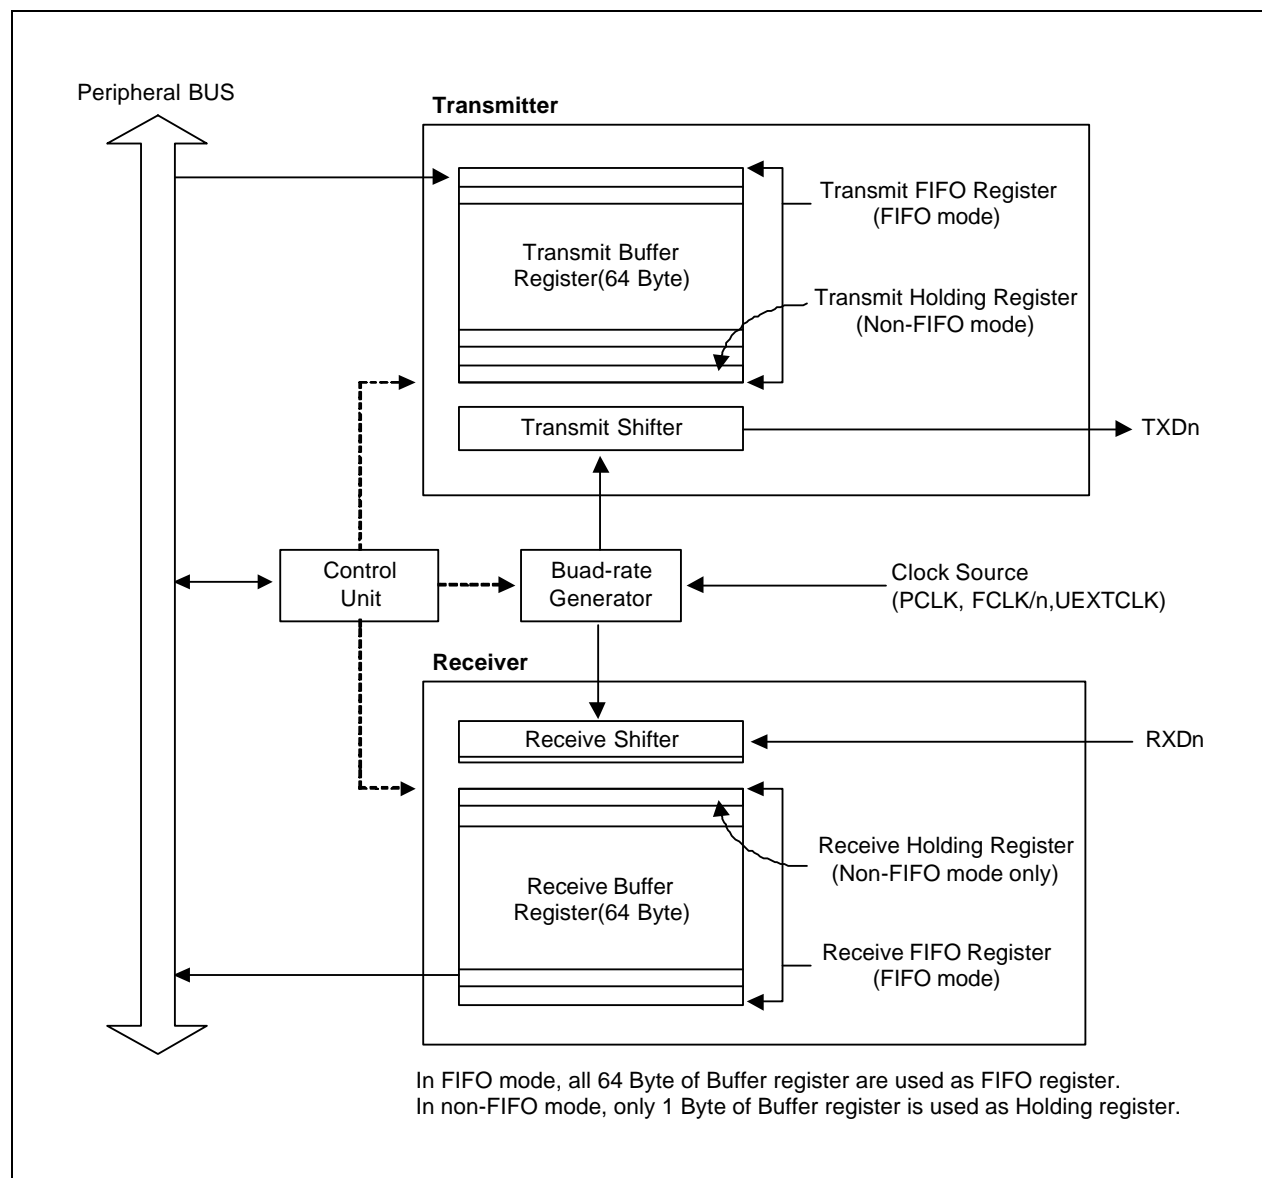 Peripheral BUS
Transmitter
Transmit FIFO Register
(FIFO mode)
Transmit Buffer
Register(64 Byte)
Transmit Holding Register
(Non-FIFO mode)
Transmit Shifter
TXDn
Control
Unit
Buad-rate
Generator
Clock Source
(PCLK, FCLK/n,UEXTCLK)
Receiver
Receive Shifter
RXDn
Receive Holding Register
(Non-FIFO mode only)
Receive Buffer
Register(64 Byte)
Receive FIFO Register
(FIFO mode)
In FIFO mode, all 64 Byte of Buffer register are used as FIFO register.
In non-FIFO mode, only 1 Byte of Buffer register is used as Holding register.